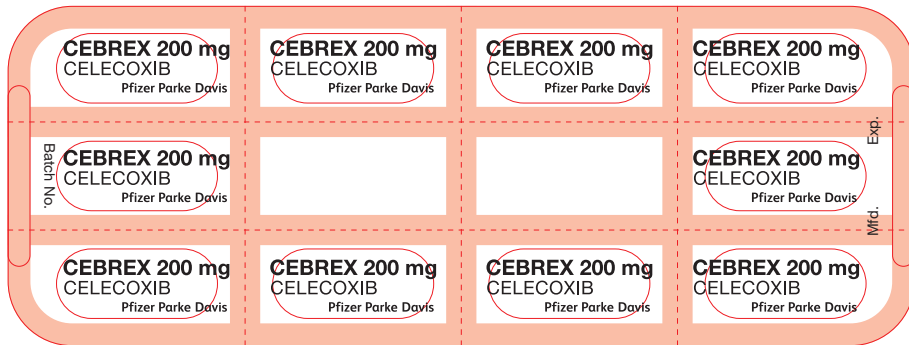 CEBREX 200 mg
CELECOXIB
Pfizer Parke Davis
CEBREX 200 mg
CELECOXIB
Pfizer Parke Davis
CEBREX 200 mg
CELECOXIB
Pfizer Parke Davis
CEBREX 200 mg
CELECOXIB
Pfizer Parke Davis
Batch No.
CEBREX 200 mg
CELECOXIB
Pfizer Parke Davis
CEBREX 200 mg
CELECOXIB
Pfizer Parke Davis
Exp.
Mfd.
CEBREX 200 mg
CELECOXIB
Pfizer Parke Davis
CEBREX 200 mg
CELECOXIB
Pfizer Parke Davis
CEBREX 200 mg
CELECOXIB
Pfizer Parke Davis
CEBREX 200 mg
CELECOXIB
Pfizer Parke Davis